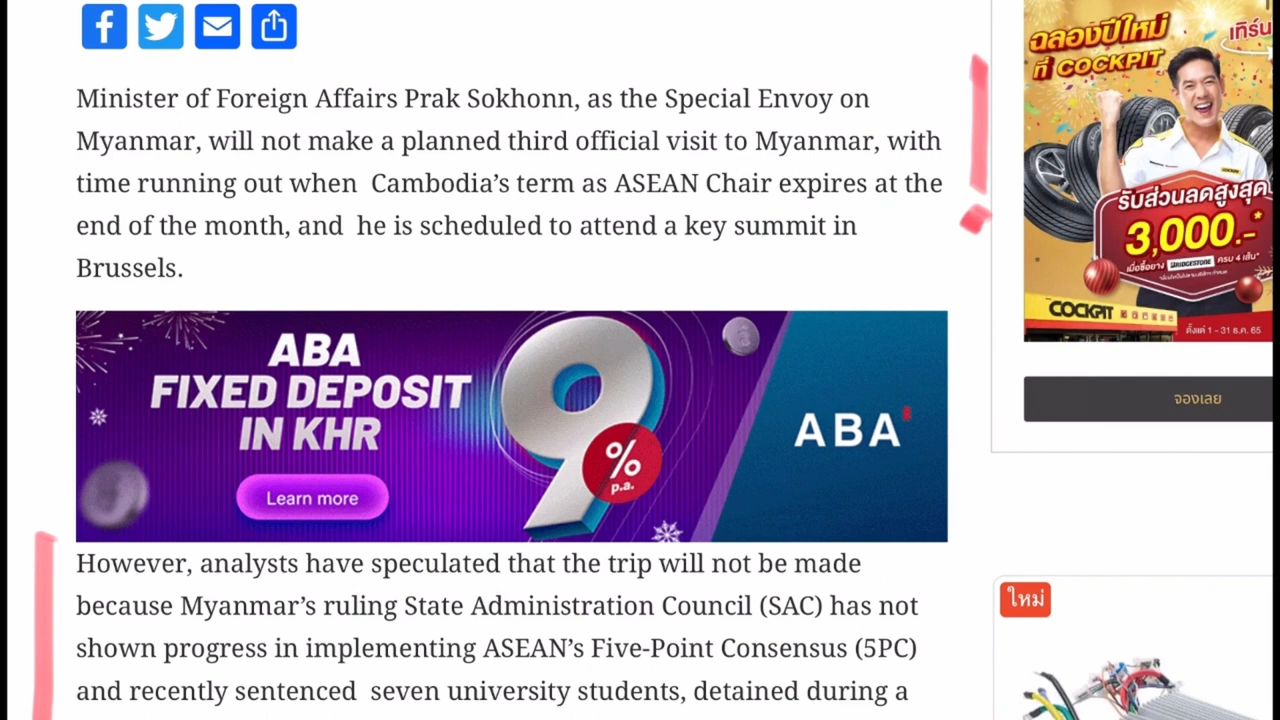 Minister of Foreign Affairs Prak Sokhonn, as the Special Envoy on
Myanmar, will not make a planned third official visit to Myanmar, with
time running out when Cambodia’s term as ASEAN Chair expires at the
end of the month, and he is scheduled to attend a key summit in
Brussels.
ABA
FIXED DEPOSIT
IN KHR
Learn more
9
%
p.a.
ABA
However, analysts have speculated that the trip will not be made
because Myanmar’s ruling State Administration Council (SAC) has not
shown progress in implementing ASEAN’s Five-Point Consensus (5PC)
and recently sentenced seven university students, detained during a
ฉลองปีใหม่
ที่ COCKPIT
เทิร์น
รับส่วนลดสูงสุด
3,000.-*
เมื่อซื้อยาง BRIDGESTONE ครบ 4 เส้น*
COCKPIT
ตั้งแต่ 1 - 31 ธ.ค. 65
จองเลย
ใหม่